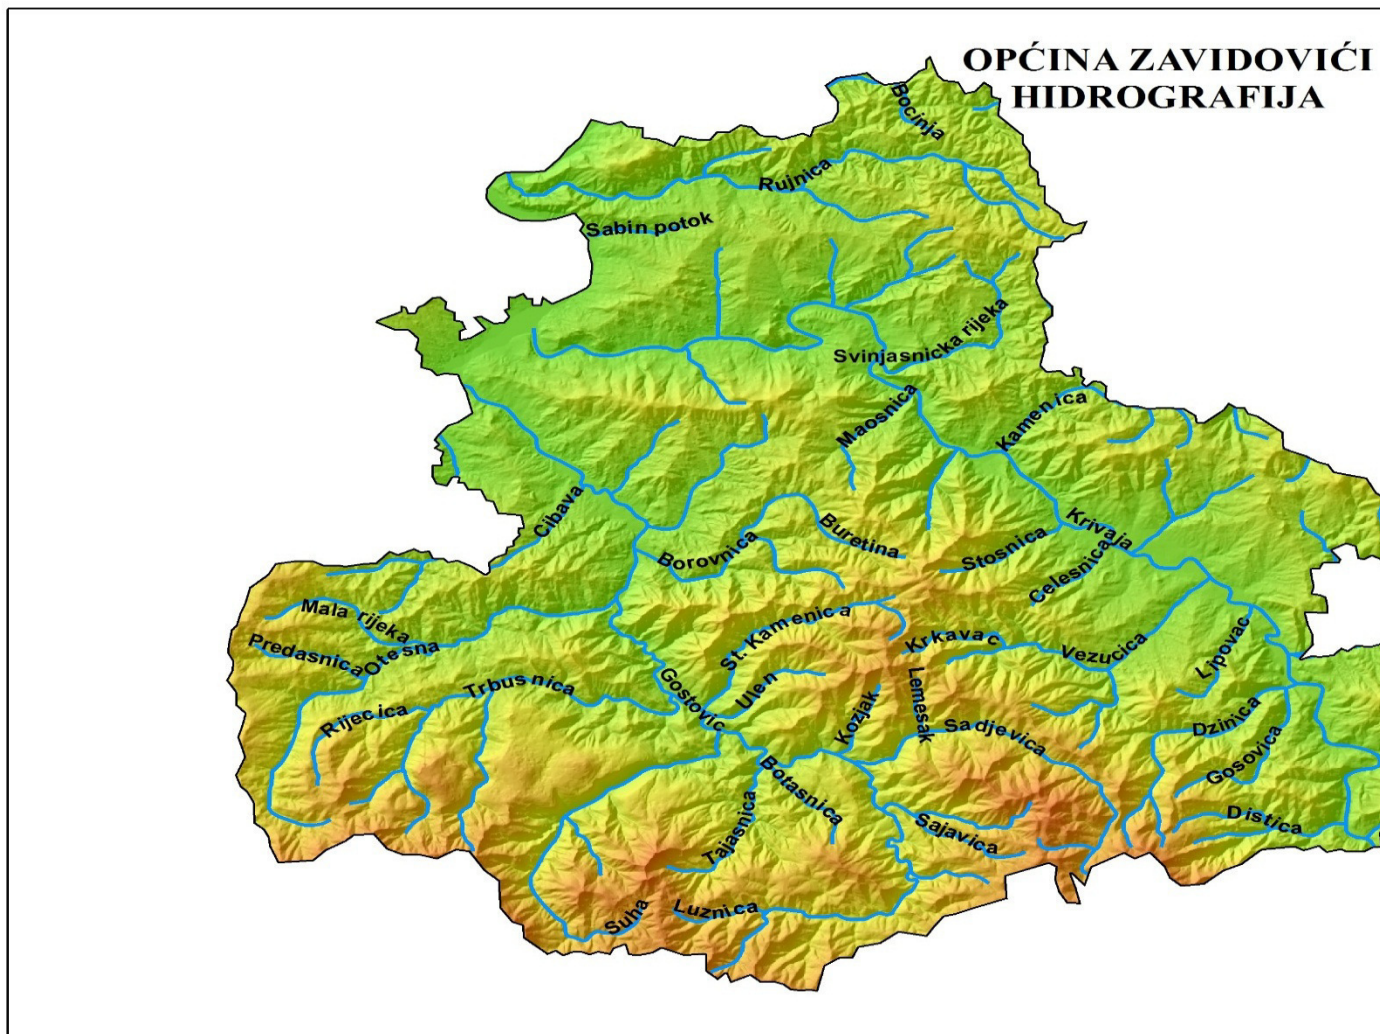 OPĆINA ZAVIDOVIĆI
HIDROGRAFIJA
Bocinja
Rujnica
Sabin potok
Svinjasnicka rijeka
Maosnica
Kamenica
Cibava
Krivaja
Buretina
Borovnica
Stosnica
Celesnica
Mala rijeka
St. Kamenica
Predasnica
Otesna
Krkavac
Vezucica
Lipovac
Trbusnica
Gostovic
Ulen
Kozjak
Lemesak
Rijecica
Sadjevica
Dzinica
Gosovica
Botasnica
Tajasnica
Sajavica
Distica
Suha
Luznica